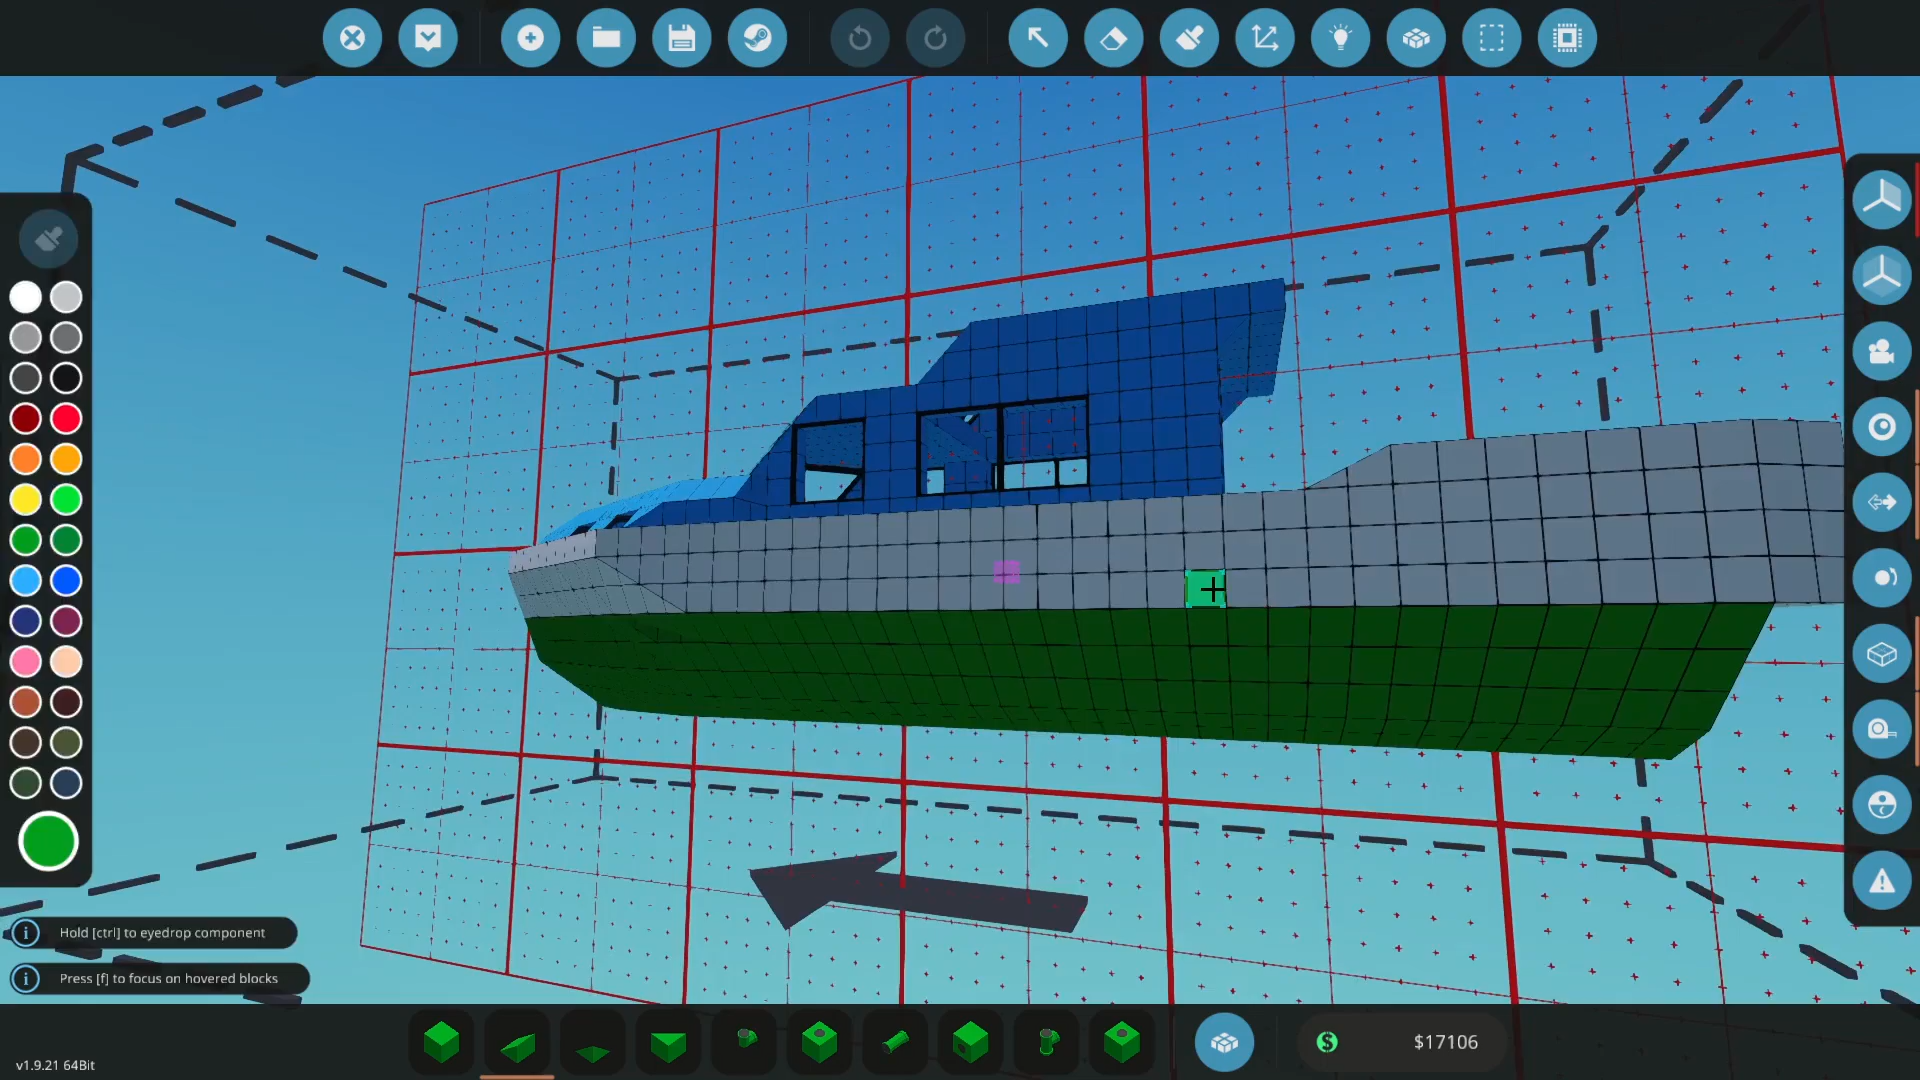 Hold [ctrl] to eyedrop component
Press [f] to focus on hovered blocks
$17106
v1.9.21 64Bit